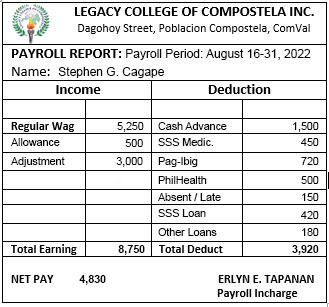 LEGACY COLLEGE OF COMPOSTELA INC.
Dagohoy Street, Poblacion Compostela, ComVal
PAYROLL REPORT: Payroll Period: August 16-31, 2022
Name: Stephen G. Cagape
Income Deduction
Regular Wag 5,250 Cash Advance 1,500
Allowance 500 SSS Medic. 450
Adjustment 3,000 Pag-Ibig 720
PhilHealth 500
Absent / Late 150
SSS Loan 420
Other Loans 180
Total Earning 8,750 Total Deduct 3,920
NET PAY 4,830 ERLYN E. TAPANAN
Payroll Incharge